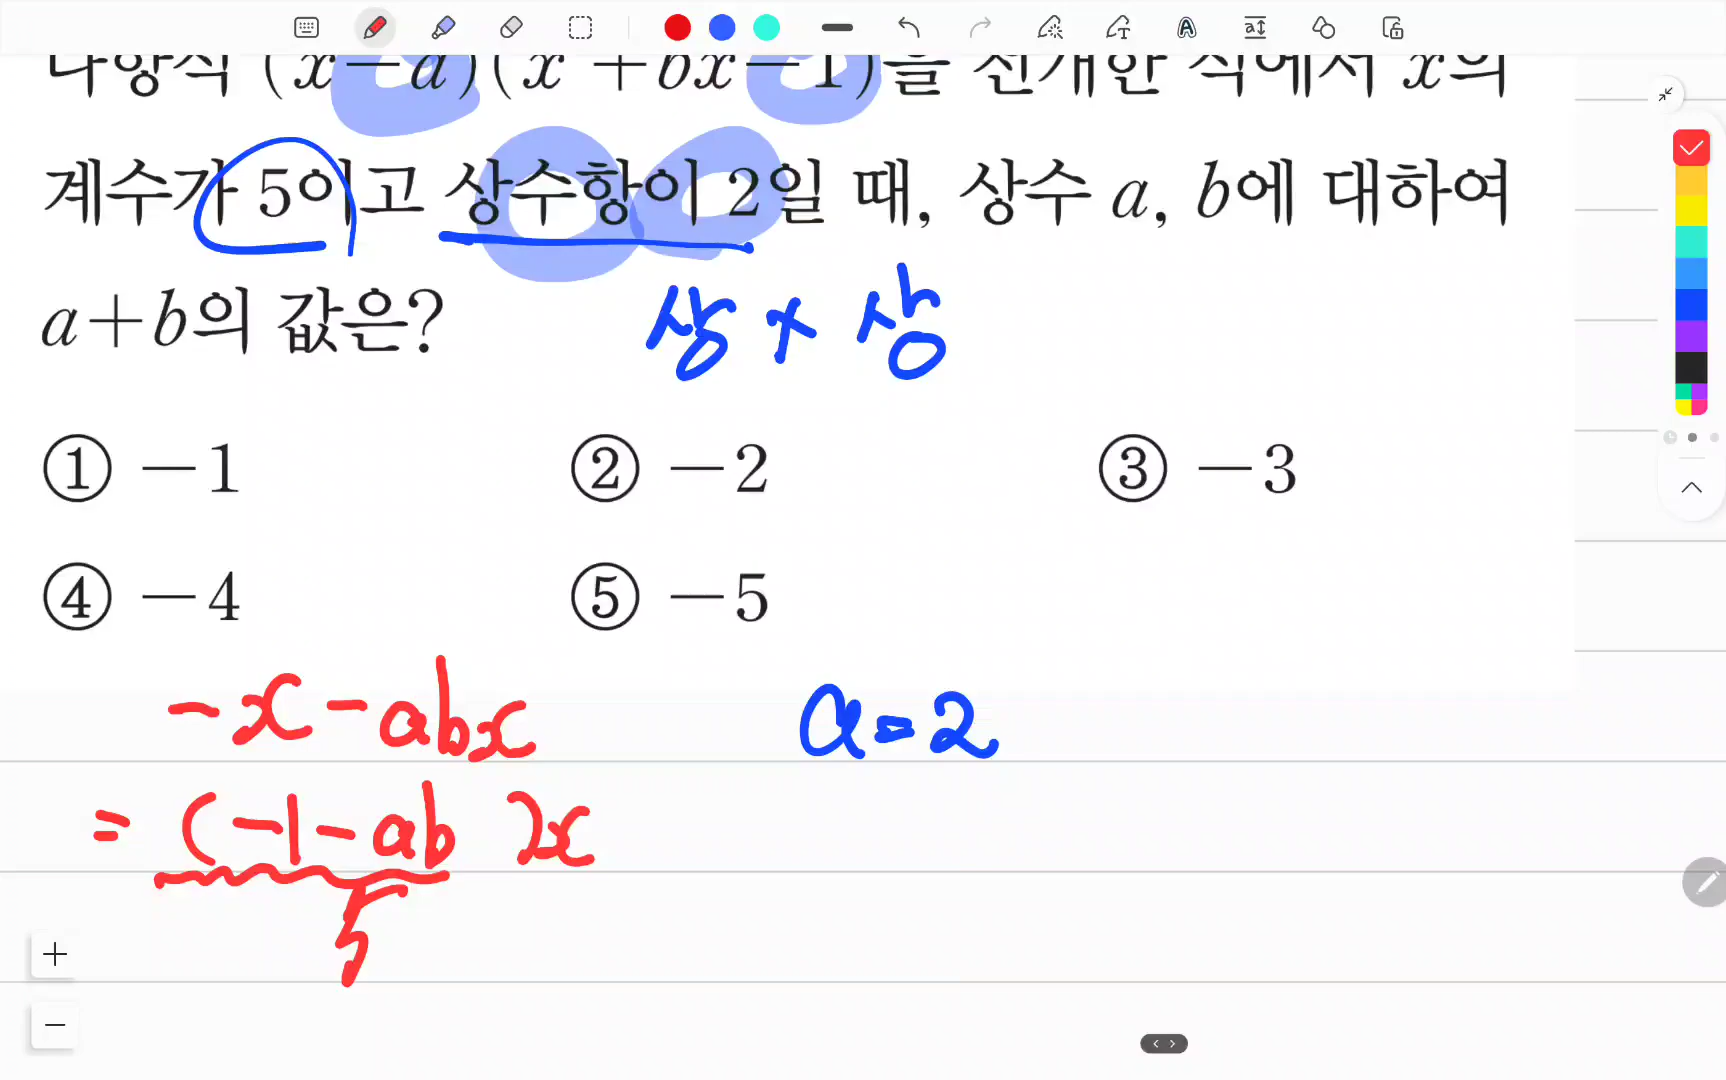 다항식 (x-a)(x +bx-1)을 전개한 식에서 x의
계수가 5이고 상수항이 2일 때, 상수 a, b에 대하여
a+b의 값은?
상 × 상
① -1 ② -2 ③ -3
④ -4 ⑤ -5
-x-abx
a=2
= (-1-ab )x
5